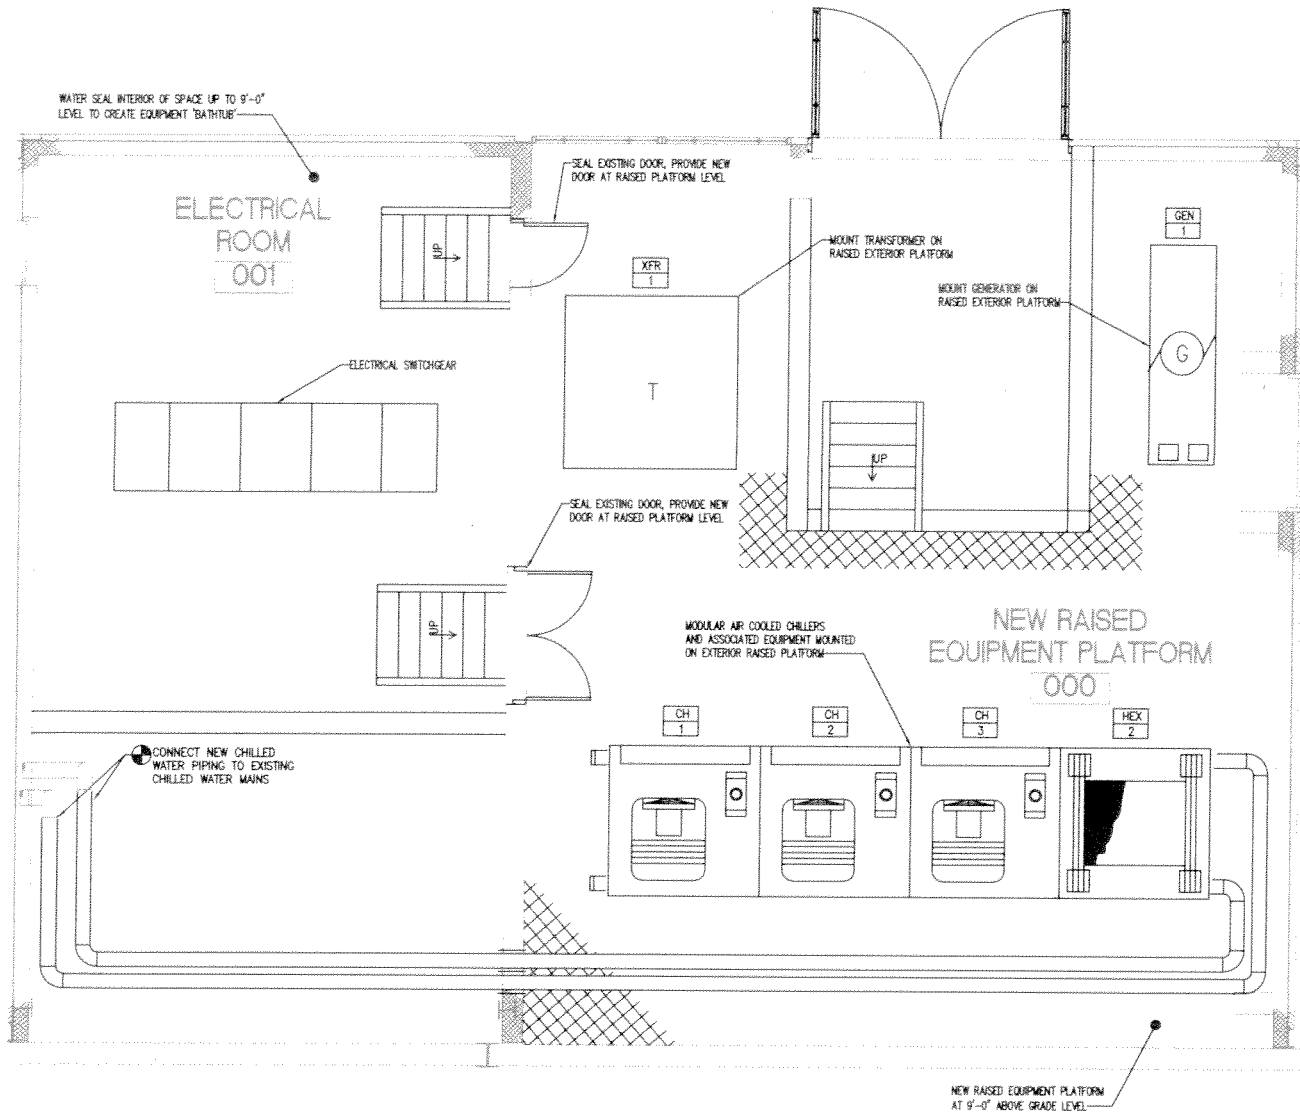 WATER SEAL INTERIOR OF SPACE UP TO 9'-0"
LEVEL TO CREATE EQUIPMENT 'BATHTUB'
SEAL EXISTING DOOR, PROVIDE NEW
DOOR AT RAISED PLATFORM LEVEL
ELECTRICAL
ROOM
001
UP
XFR
1
MOUNT TRANSFORMER ON
RAISED EXTERIOR PLATFORM
GEN
1
MOUNT GENERATOR ON
RAISED EXTERIOR PLATFORM
G
ELECTRICAL SWITCHGEAR
T
UP
SEAL EXISTING DOOR, PROVIDE NEW
DOOR AT RAISED PLATFORM LEVEL
UP
MODULAR AIR COOLED CHILLERS
AND ASSOCIATED EQUIPMENT MOUNTED
ON EXTERIOR RAISED PLATFORM
NEW RAISED
EQUIPMENT PLATFORM
000
CH
1
CH
2
CH
3
HEX
2
CONNECT NEW CHILLED
WATER PIPING TO EXISTING
CHILLED WATER MAINS
NEW RAISED EQUIPMENT PLATFORM
AT 9'-0" ABOVE GRADE LEVEL